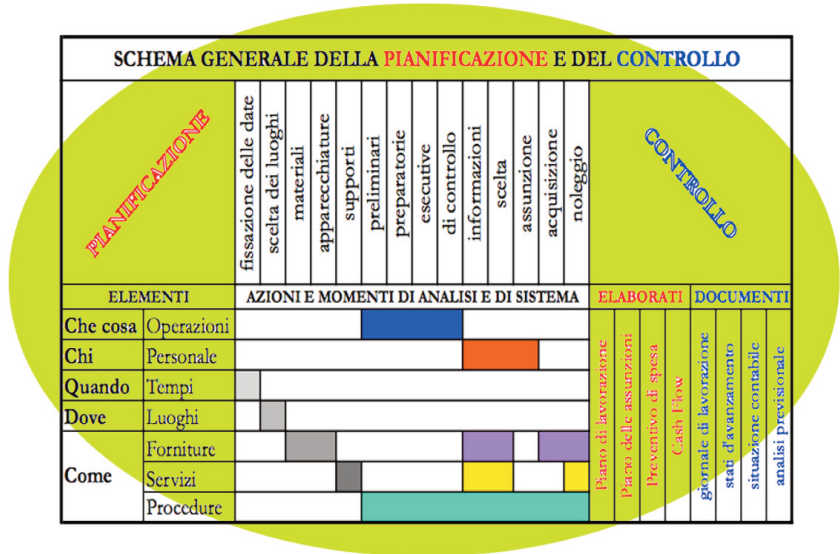 SCHEMA GENERALE DELLA PIANIFICAZIONE E DEL CONTROLLO
PIANIFICAZIONE
fissazione delle date
scelta dei luoghi
materiali
apparecchiature
supporti
preliminari
preparatorie
esecutive
di controllo
informazioni
scelta
assunzione
acquisizione
noleggio
CONTROLLO
ELEMENTI
AZIONI E MOMENTI DI ANALISI E DI SISTEMA
ELABORATI
DOCUMENTI
Che cosa Operazioni
Chi Personale
Quando Tempi
Dove Luoghi
Come
Forniture
Servizi
Procedure
Piano di lavorazione
Piano delle assunzioni
Preventivo di spesa
Cash Flow
giornale di lavorazione
stati d'avanzamento
situazione contabile
analisi previsionale